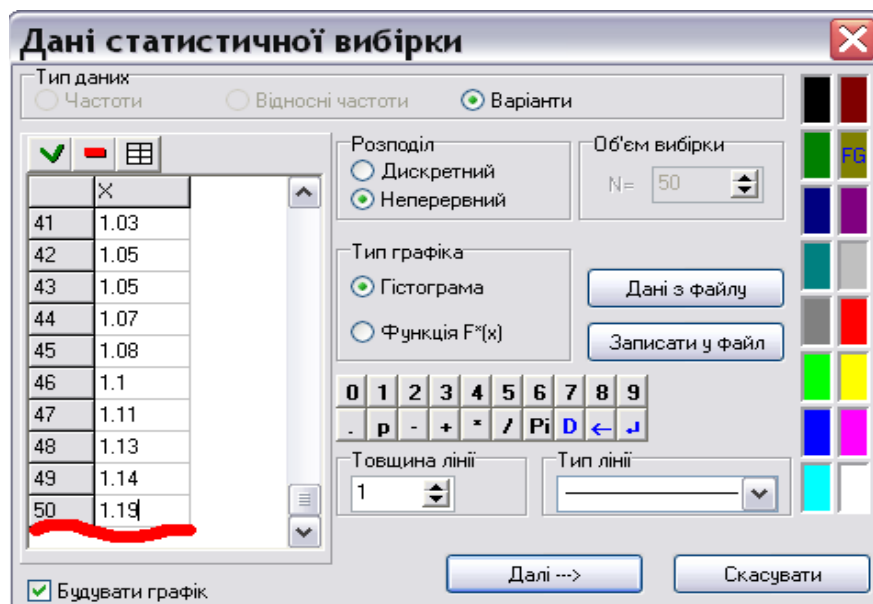 Дані статистичної вибірки
Тип даних
Частоти Відносні частоти Варіанти
X
41 1.03
42 1.05
43 1.05
44 1.07
45 1.08
46 1.1
47 1.11
48 1.13
49 1.14
50 1.19
Будувати графік
Розподіл
Дискретний
Неперервний
Об'єм вибірки
N= 50
Тип графіка
Гістограма
Функція F*(x)
Дані з файлу
Записати у файл
0 1 2 3 4 5 6 7 8 9
. p - + * / Pi D ← ↲
Товщина лінії
1
Тип лінії
Далі --->
Скасувати
FG